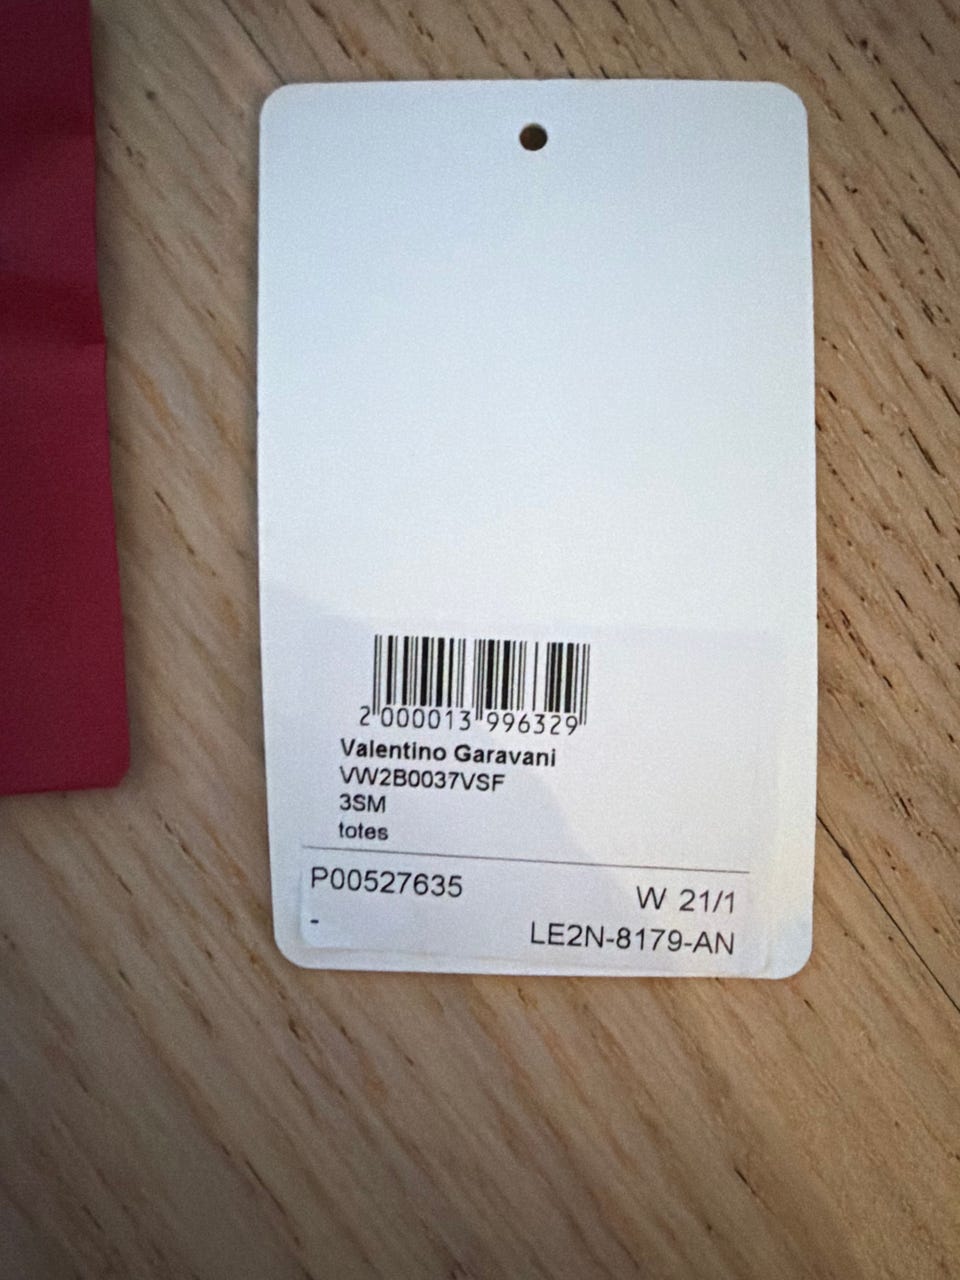 2 000013 996329
Valentino Garavani
VW2B0037VSF
3SM
totes
P00527635
W 21/1
-
LE2N-8179-AN